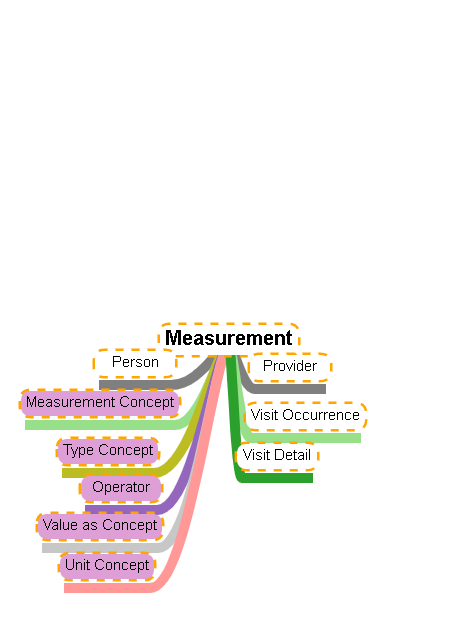 Measurement
Person
Provider
Measurement Concept
Visit Occurrence
Type Concept
Visit Detail
Operator
Value as Concept
Unit Concept